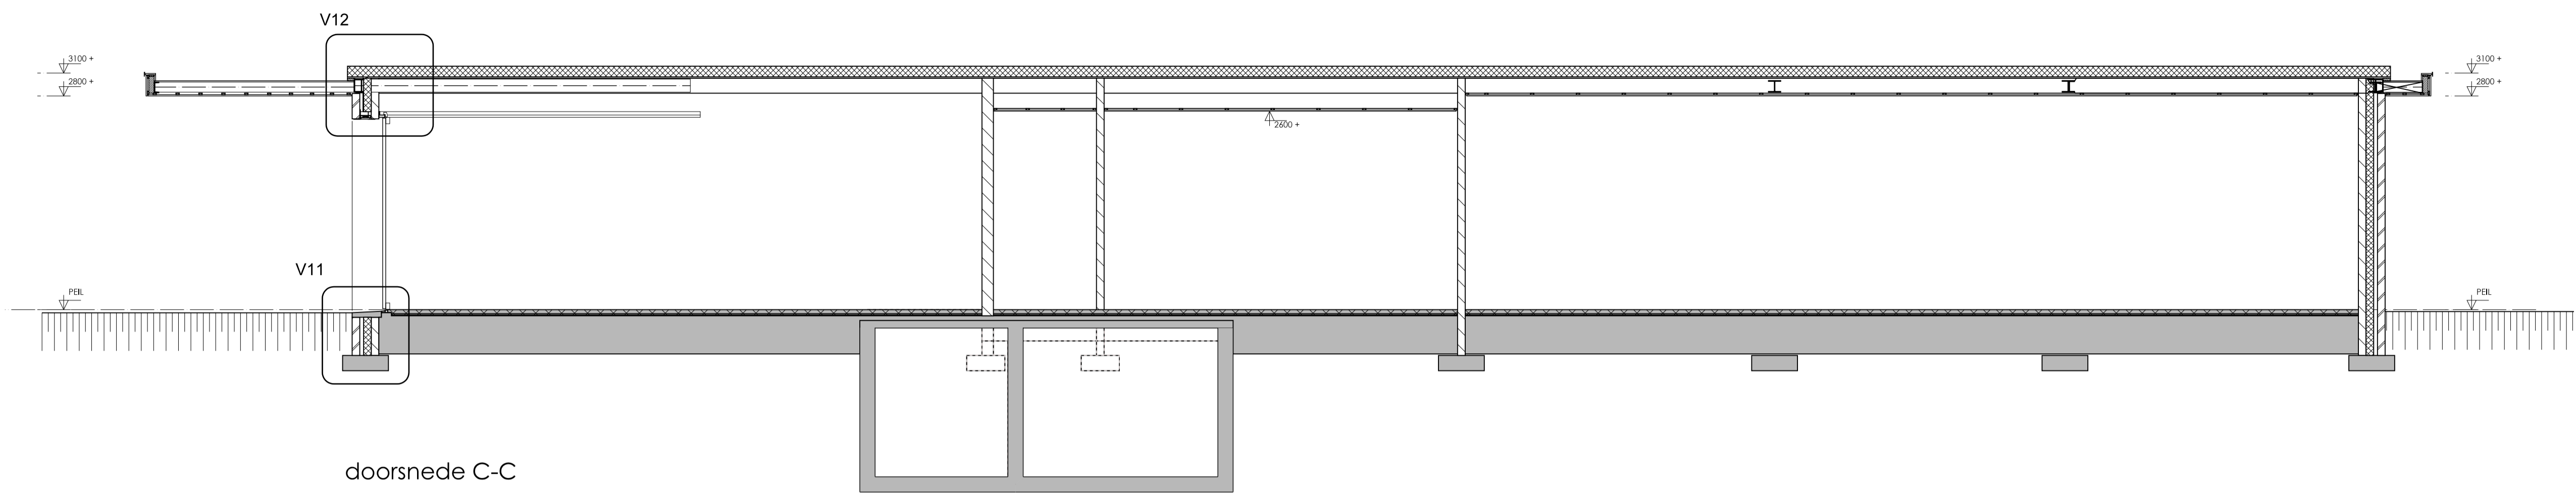 V12
3100 +
2800 +
3100 +
2800 +
2600 +
V11
PEIL
PEIL
doorsnede C-C